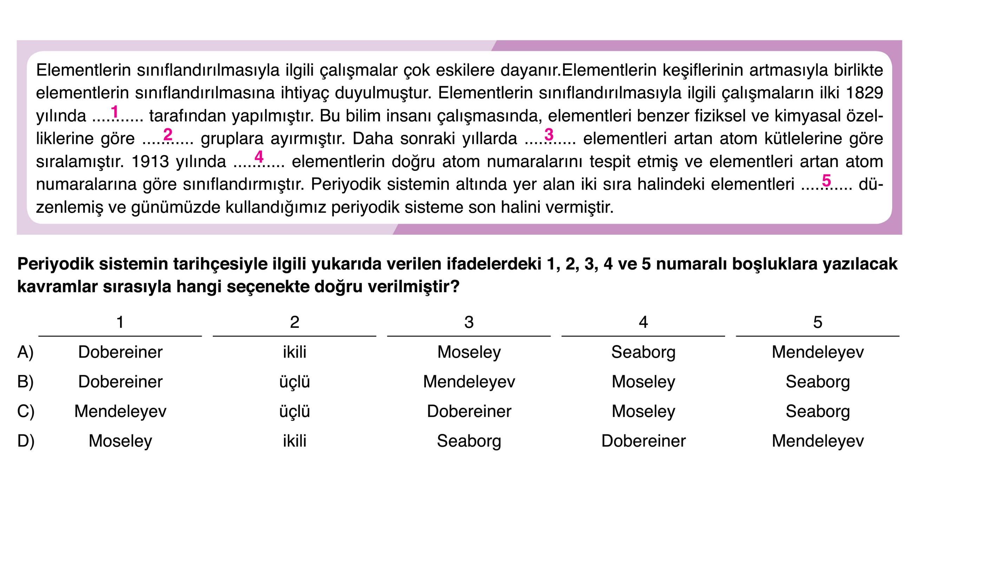 Elementlerin sınıflandırılmasıyla ilgili çalışmalar çok eskilere dayanır.Elementlerin keşiflerinin artmasıyla birlikte
elementlerin sınıflandırılmasına ihtiyaç duyulmuştur. Elementlerin sınıflandırılmasıyla ilgili çalışmaların ilki 1829
yılında ....1....... tarafından yapılmıştır. Bu bilim insanı çalışmasında, elementleri benzer fiziksel ve kimyasal özel-
liklerine göre ....2....... gruplara ayırmıştır. Daha sonraki yıllarda ....3....... elementleri artan atom kütlelerine göre
sıralamıştır. 1913 yılında ....4....... elementlerin doğru atom numaralarını tespit etmiş ve elementleri artan atom
numaralarına göre sınıflandırmıştır. Periyodik sistemin altında yer alan iki sıra halindeki elementleri ....5....... dü-
zenlemiş ve günümüzde kullandığımız periyodik sisteme son halini vermiştir.
Periyodik sistemin tarihçesiyle ilgili yukarıda verilen ifadelerdeki 1, 2, 3, 4 ve 5 numaralı boşluklara yazılacak
kavramlar sırasıyla hangi seçenekte doğru verilmiştir?
1 2 3 4 5
A) Dobereiner ikili Moseley Seaborg Mendeleyev
B) Dobereiner üçlü Mendeleyev Moseley Seaborg
C) Mendeleyev üçlü Dobereiner Moseley Seaborg
D) Moseley ikili Seaborg Dobereiner Mendeleyev